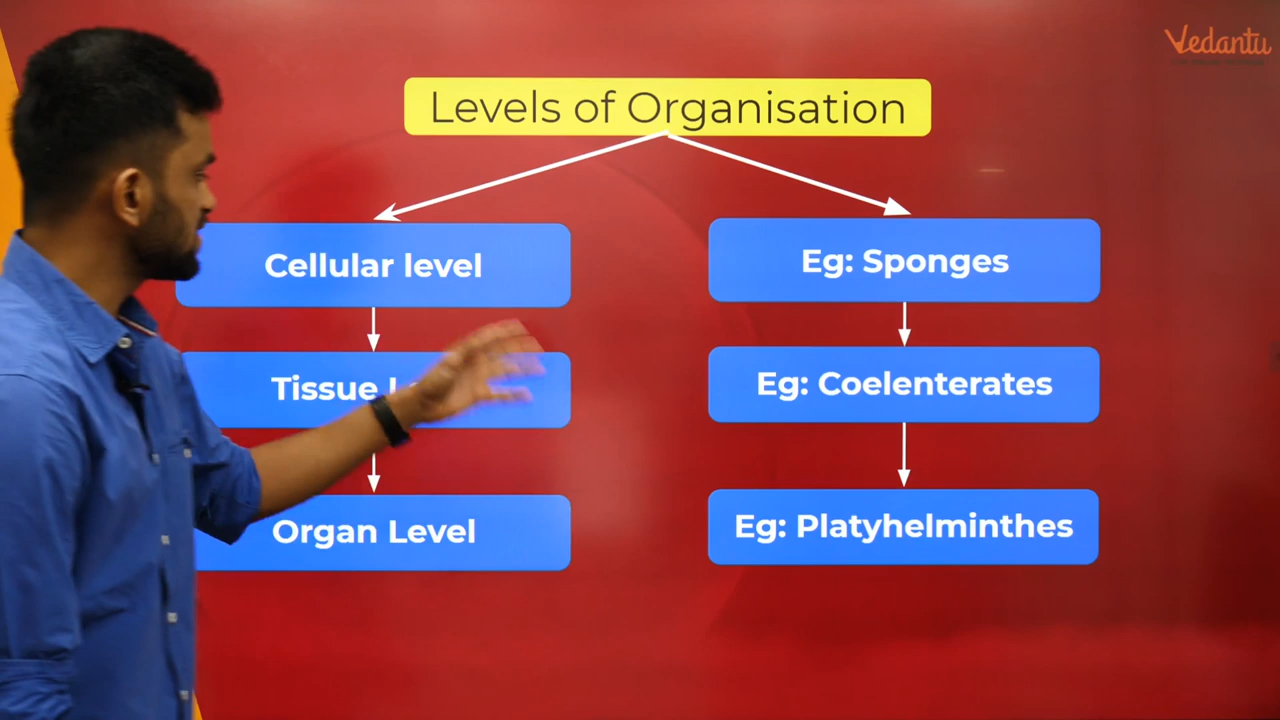 Vedantu
Levels of Organisation
Cellular level
Eg: Sponges
Tissue
Eg: Coelenterates
Organ Level
Eg: Platyhelminthes